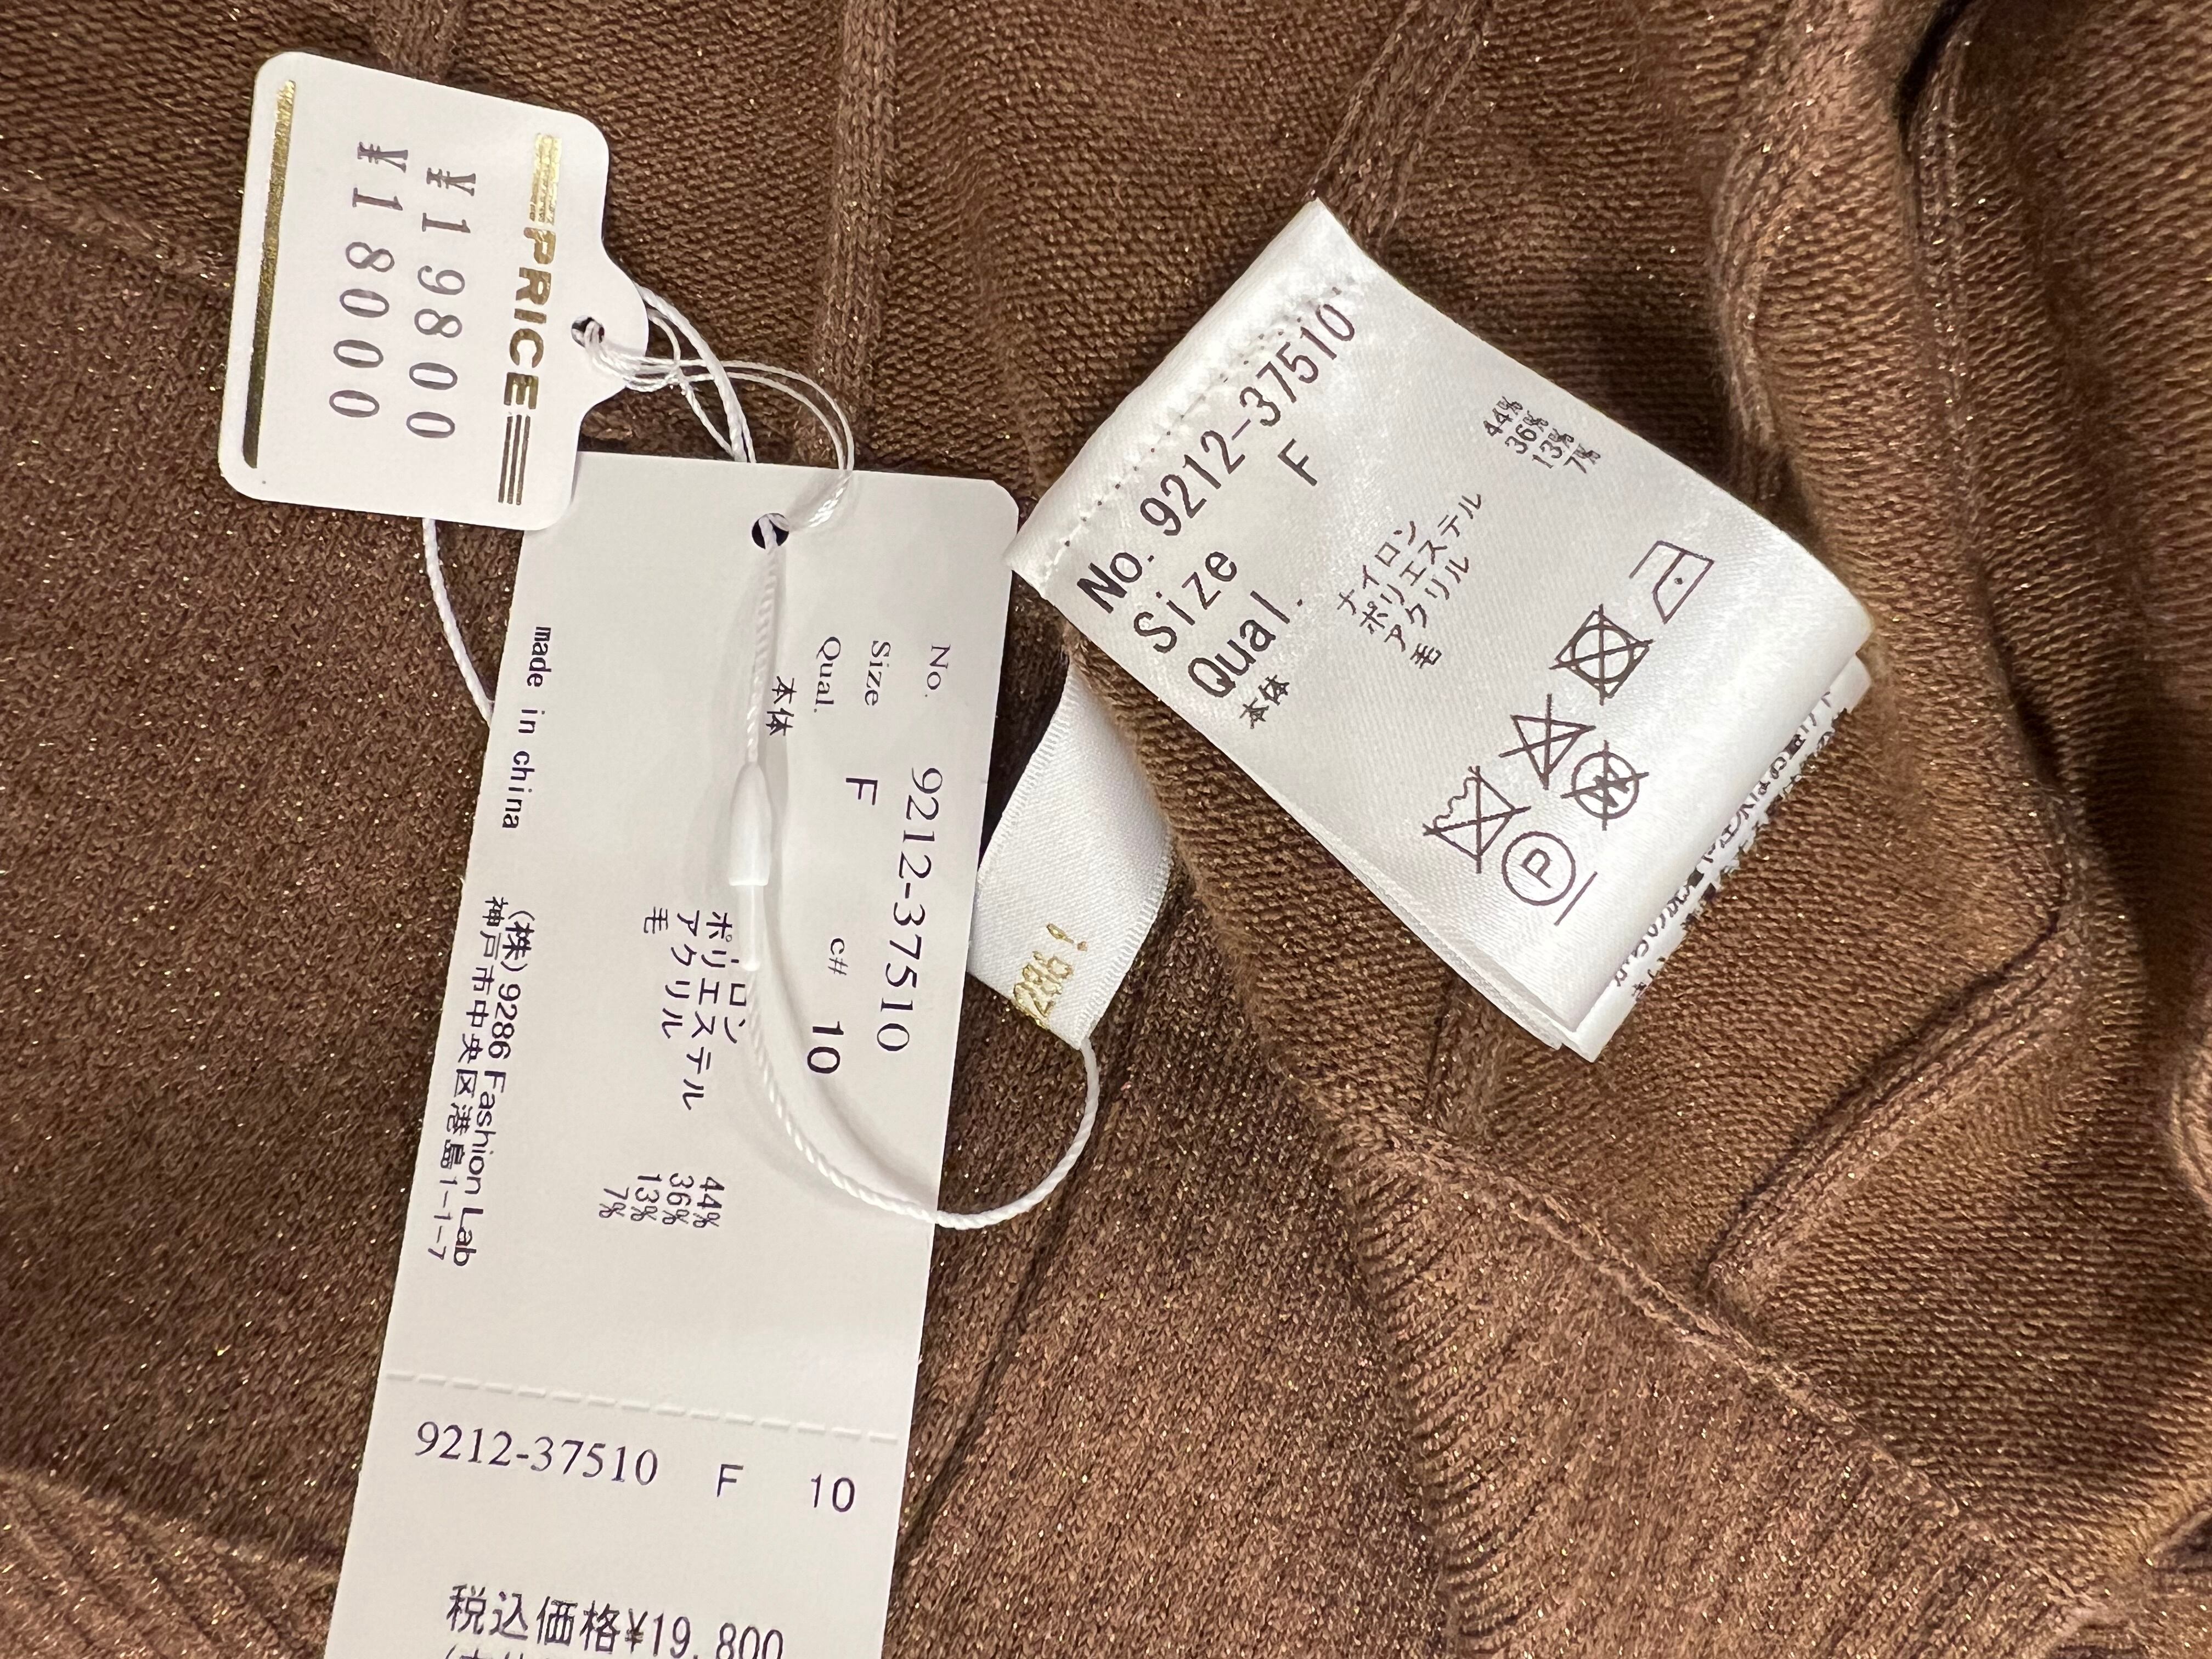 PRICE
¥19800
¥18000
No. 9212-37510
Size F c# 10
Qual.
本体
ロン 44%
ポリエステル 36%
アクリル 13%
毛 7%
made in china
(株)9286 Fashion Lab
神戸市中央区港島1-1-7
9212-37510 F 10
税込価格¥19,800
No. 9212-37510
Size F
Qual.
本体
ナイロン 44%
ポリエステル 36%
アクリル 13%
毛 7%
W
P